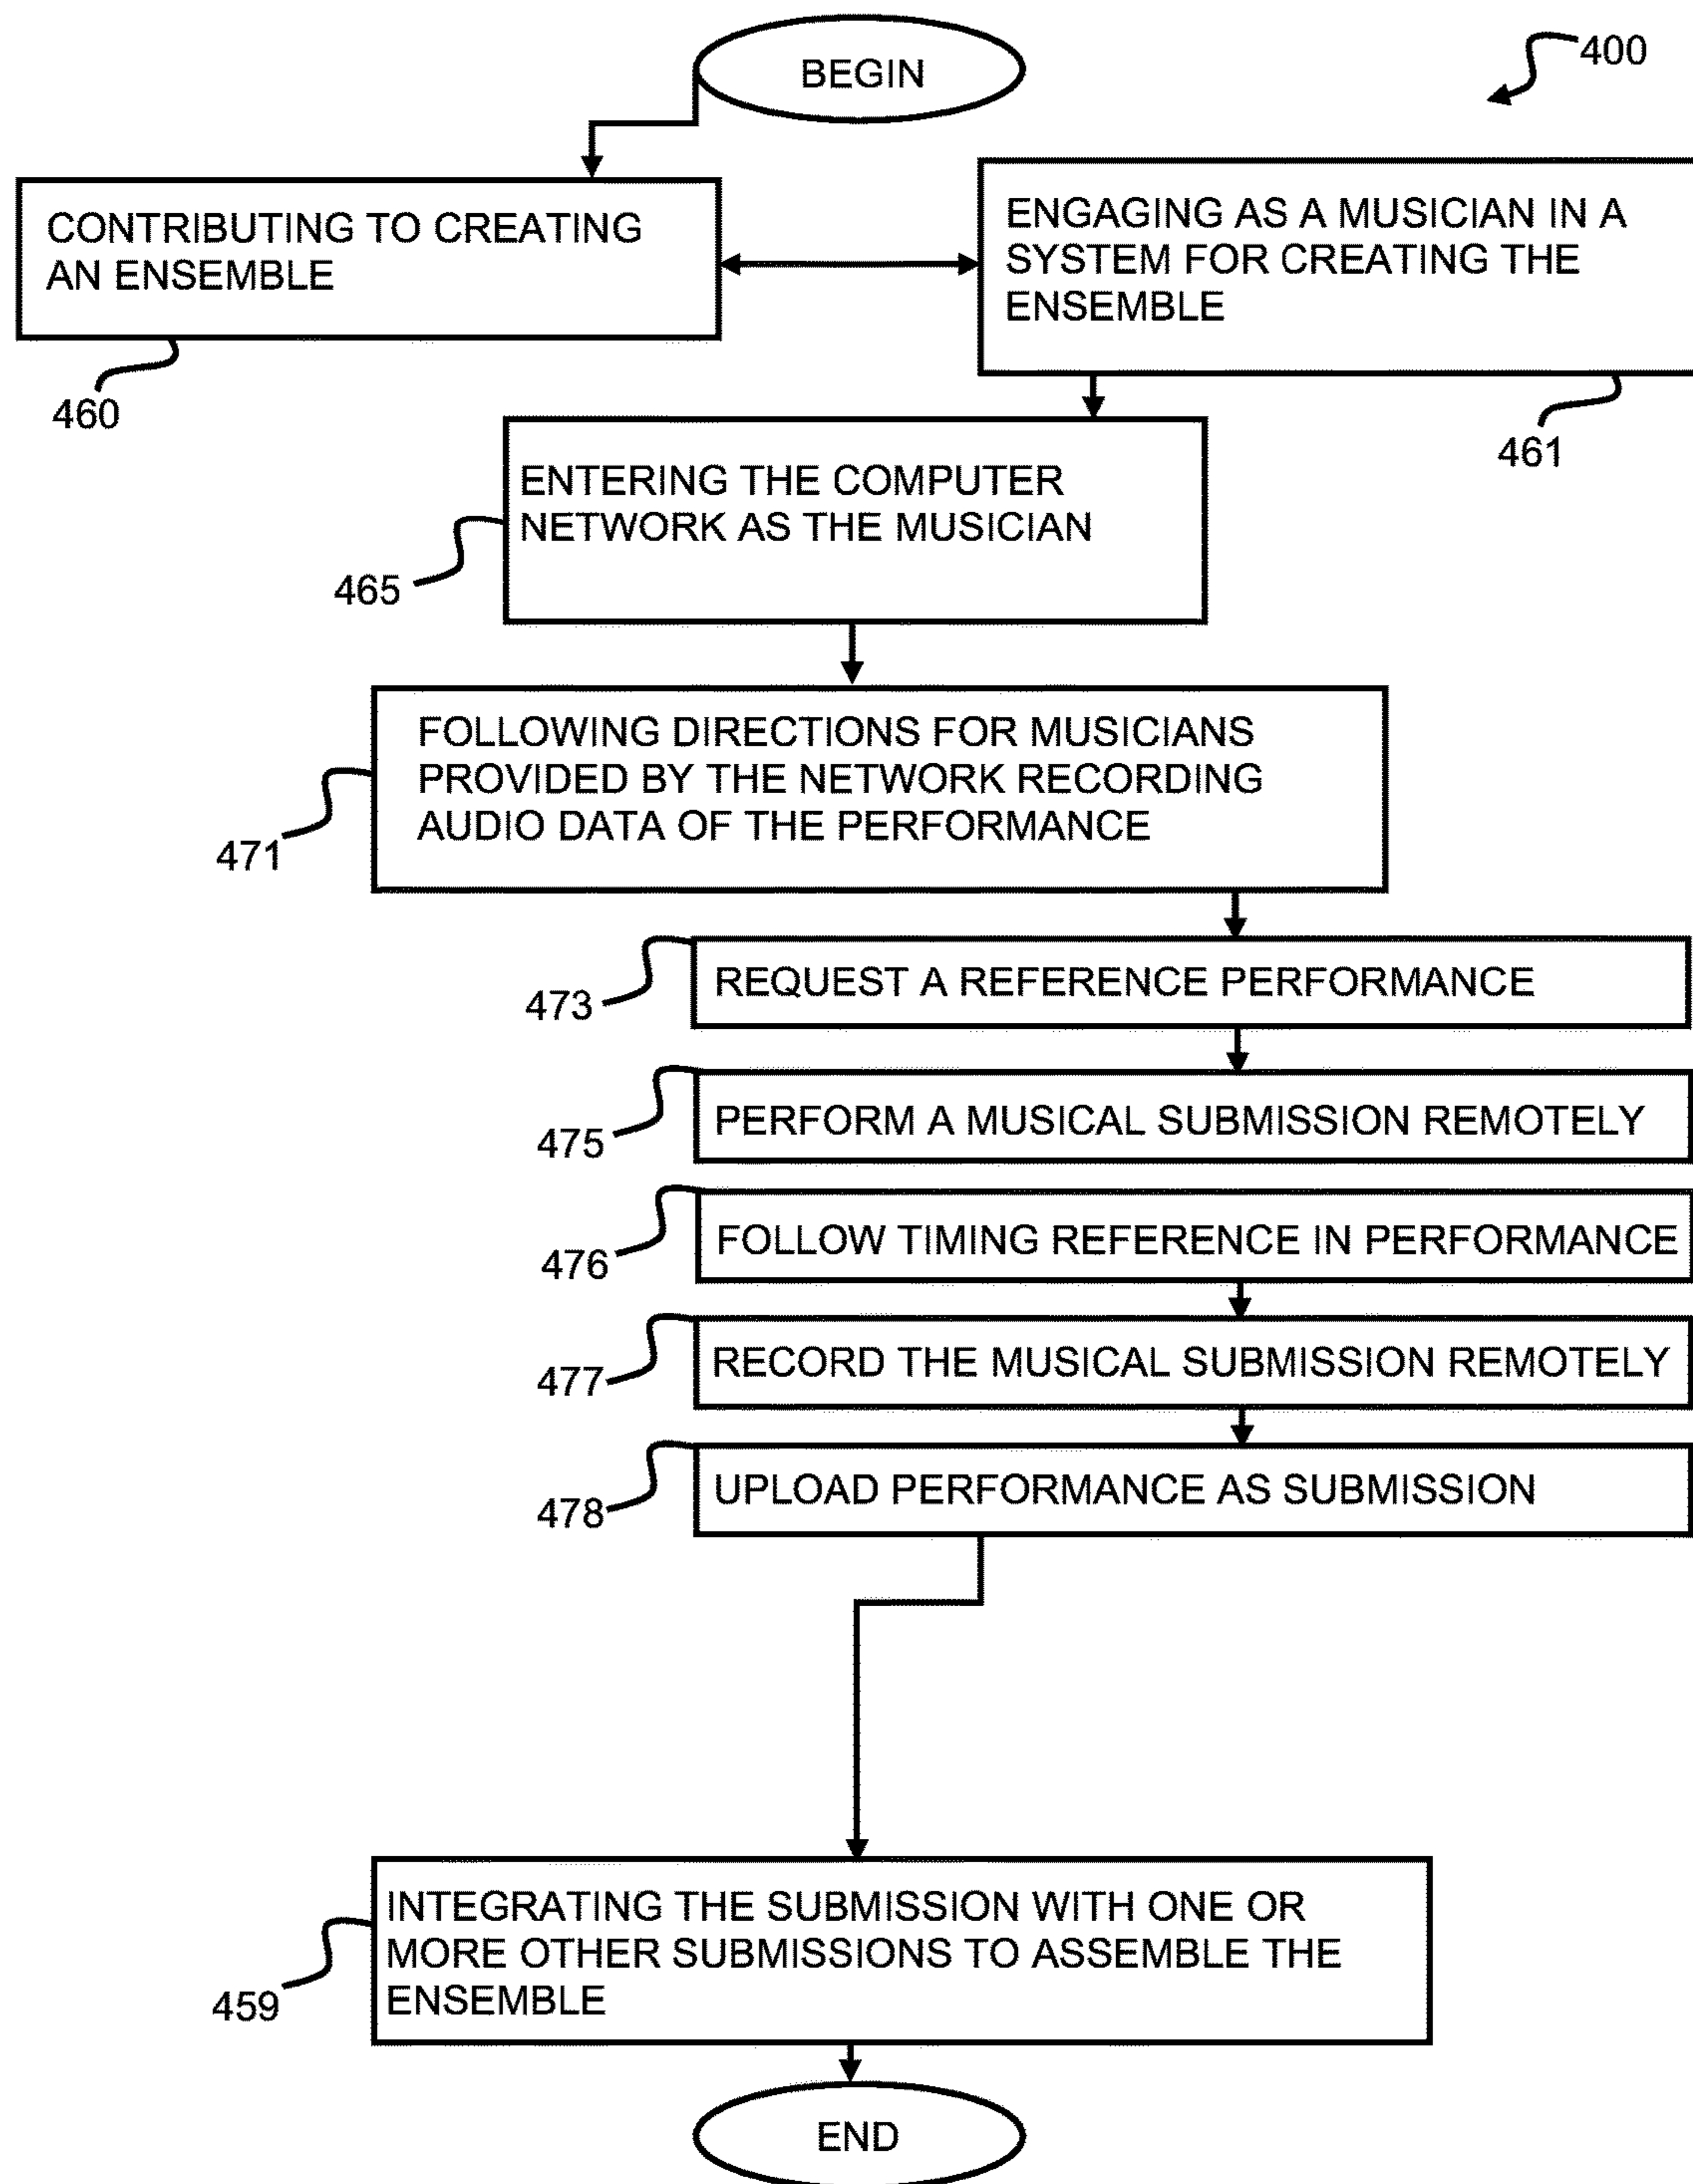 BEGIN
400
CONTRIBUTING TO CREATING
AN ENSEMBLE
460
ENGAGING AS A MUSICIAN IN A
SYSTEM FOR CREATING THE
ENSEMBLE
461
ENTERING THE COMPUTER
NETWORK AS THE MUSICIAN
465
FOLLOWING DIRECTIONS FOR MUSICIANS
PROVIDED BY THE NETWORK RECORDING
AUDIO DATA OF THE PERFORMANCE
471
REQUEST A REFERENCE PERFORMANCE
473
PERFORM A MUSICAL SUBMISSION REMOTELY
475
FOLLOW TIMING REFERENCE IN PERFORMANCE
476
RECORD THE MUSICAL SUBMISSION REMOTELY
477
UPLOAD PERFORMANCE AS SUBMISSION
478
INTEGRATING THE SUBMISSION WITH ONE OR
MORE OTHER SUBMISSIONS TO ASSEMBLE THE
ENSEMBLE
459
END